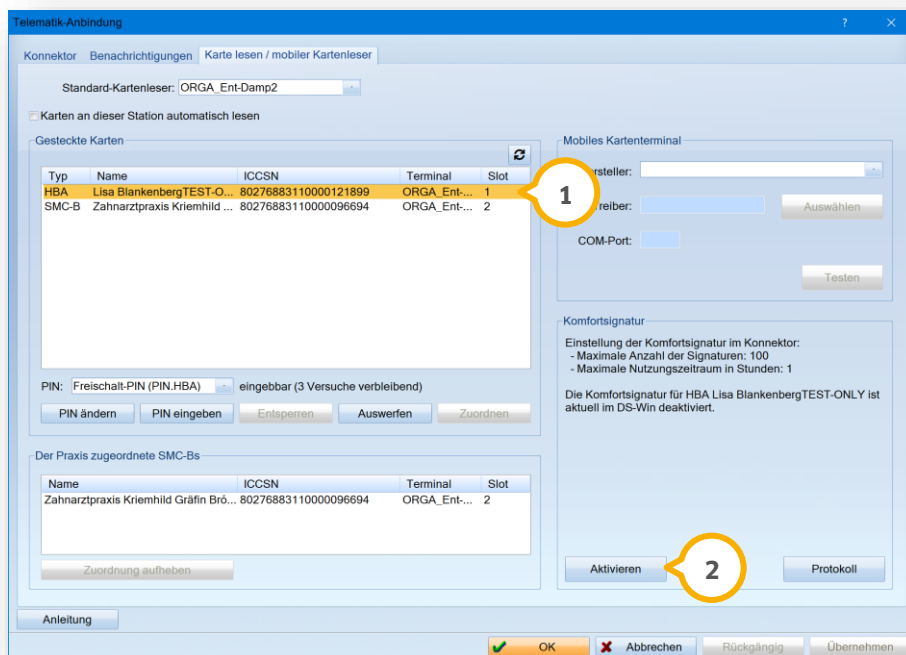 Telematik-Anbindung ?
Konnektor Benachrichtigungen Karte lesen / mobiler Kartenleser
Standard-Kartenleser: ORGA_Ent-Damp2
Karten an dieser Station automatisch lesen
Gesteckte Karten
Typ Name ICCSN Terminal Slot
HBA Lisa BlankenbergTEST-O... 80276883110000121899 ORGA_Ent-... 1
SMC-B Zahnarztpraxis Kriemhild ... 80276883110000096694 ORGA_Ent-... 2
1
PIN: Freischalt-PIN (PIN.HBA) eingebbar (3 Versuche verbleibend)
PIN ändern PIN eingeben Entsperren Auswerfen Zuordnen
Der Praxis zugeordnete SMC-Bs
Name ICCSN Terminal Slot
Zahnarztpraxis Kriemhild Gräfin Bró... 80276883110000096694 ORGA_Ent-... 2
Zuordnung aufheben
Mobiles Kartenterminal
ersteller:
reiber: Auswählen
COM-Port:
Testen
Komfortsignatur
Einstellung der Komfortsignatur im Konnektor:
- Maximale Anzahl der Signaturen: 100
- Maximale Nutzungszeitraum in Stunden: 1
Die Komfortsignatur für HBA Lisa BlankenbergTEST-ONLY ist
aktuell im DS-Win deaktiviert.
Aktivieren 2 Protokoll
Anleitung
OK Abbrechen Rückgängig Übernehmen